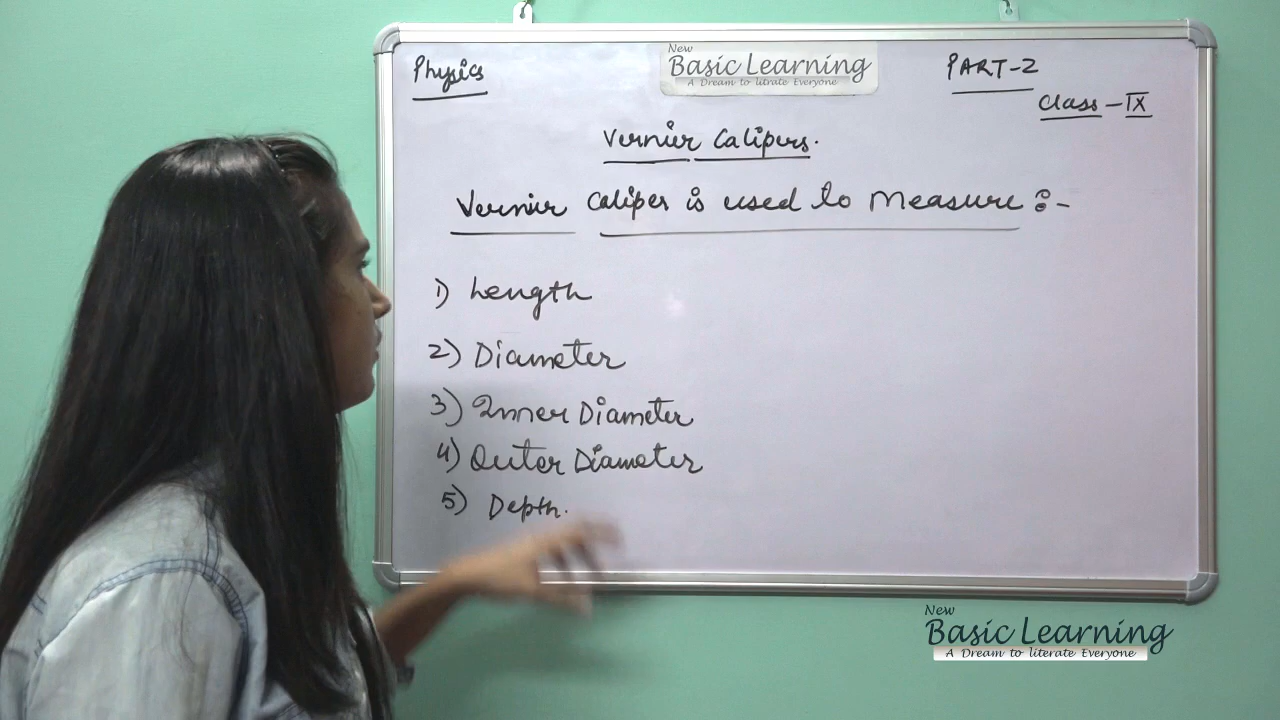 Physics
New
Basic Learning
A Dream to litrate Everyone
PART-2
Class - IX
Vernier Calipers.
Vernier Caliper is used to Measure :-
1) Length
2) Diameter
3) Inner Diameter
4) Outer Diameter
5) Depth.
New
Basic Learning
A Dream to literate Everyone